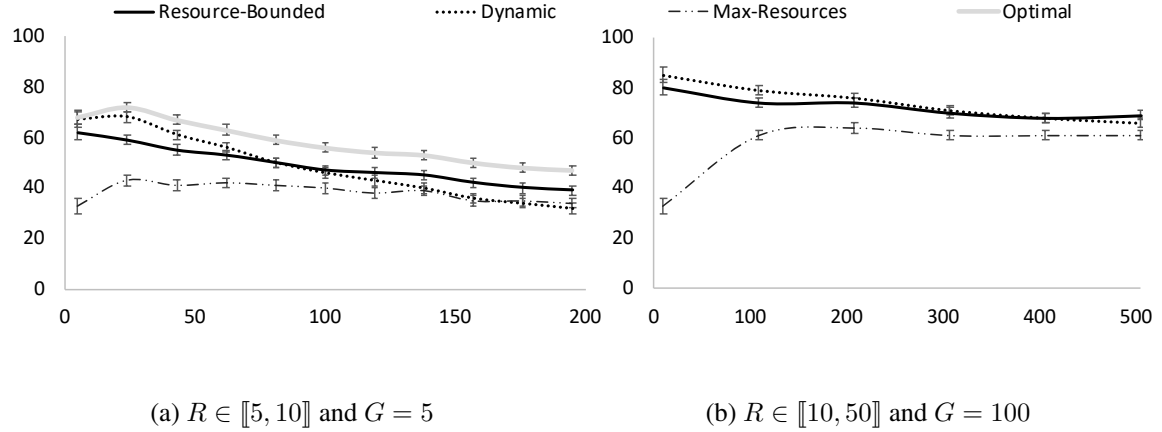 Resource-Bounded Dynamic Max-Resources Optimal
100
80
60
40
20
0
0 50 100 150 200
100
80
60
40
20
0
0 100 200 300 400 500
(a) R ∈ ⟦5, 10⟧ and G = 5
(b) R ∈ ⟦10, 50⟧ and G = 100